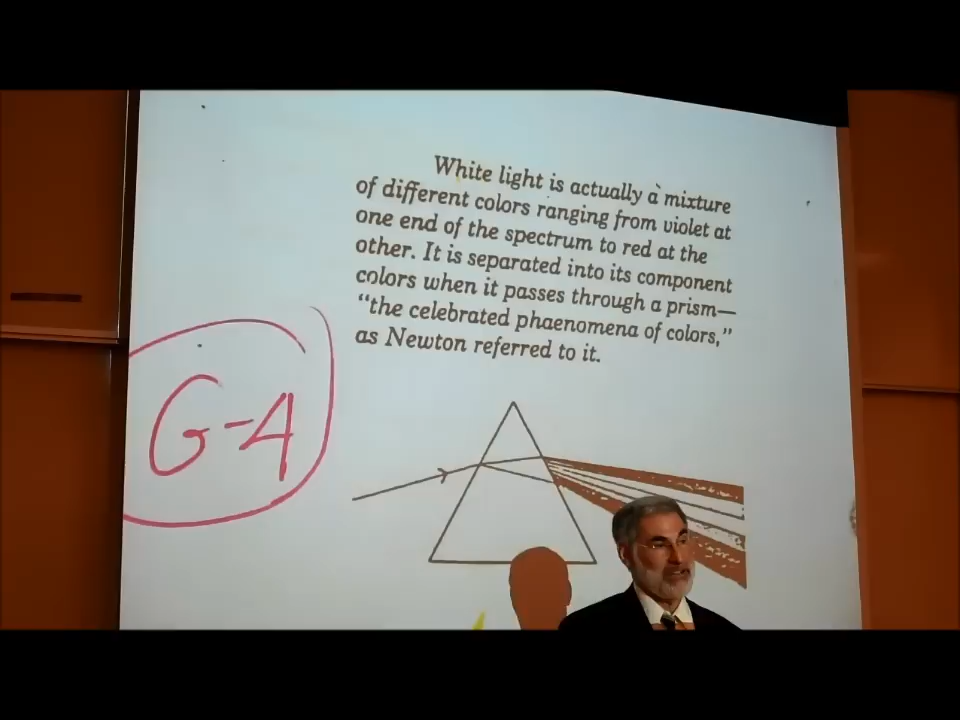 White light is actually a mixture
of different colors ranging from violet at
one end of the spectrum to red at the
other. It is separated into its component
colors when it passes through a prism—
“the celebrated phaenomena of colors,”
as Newton referred to it.
G-4